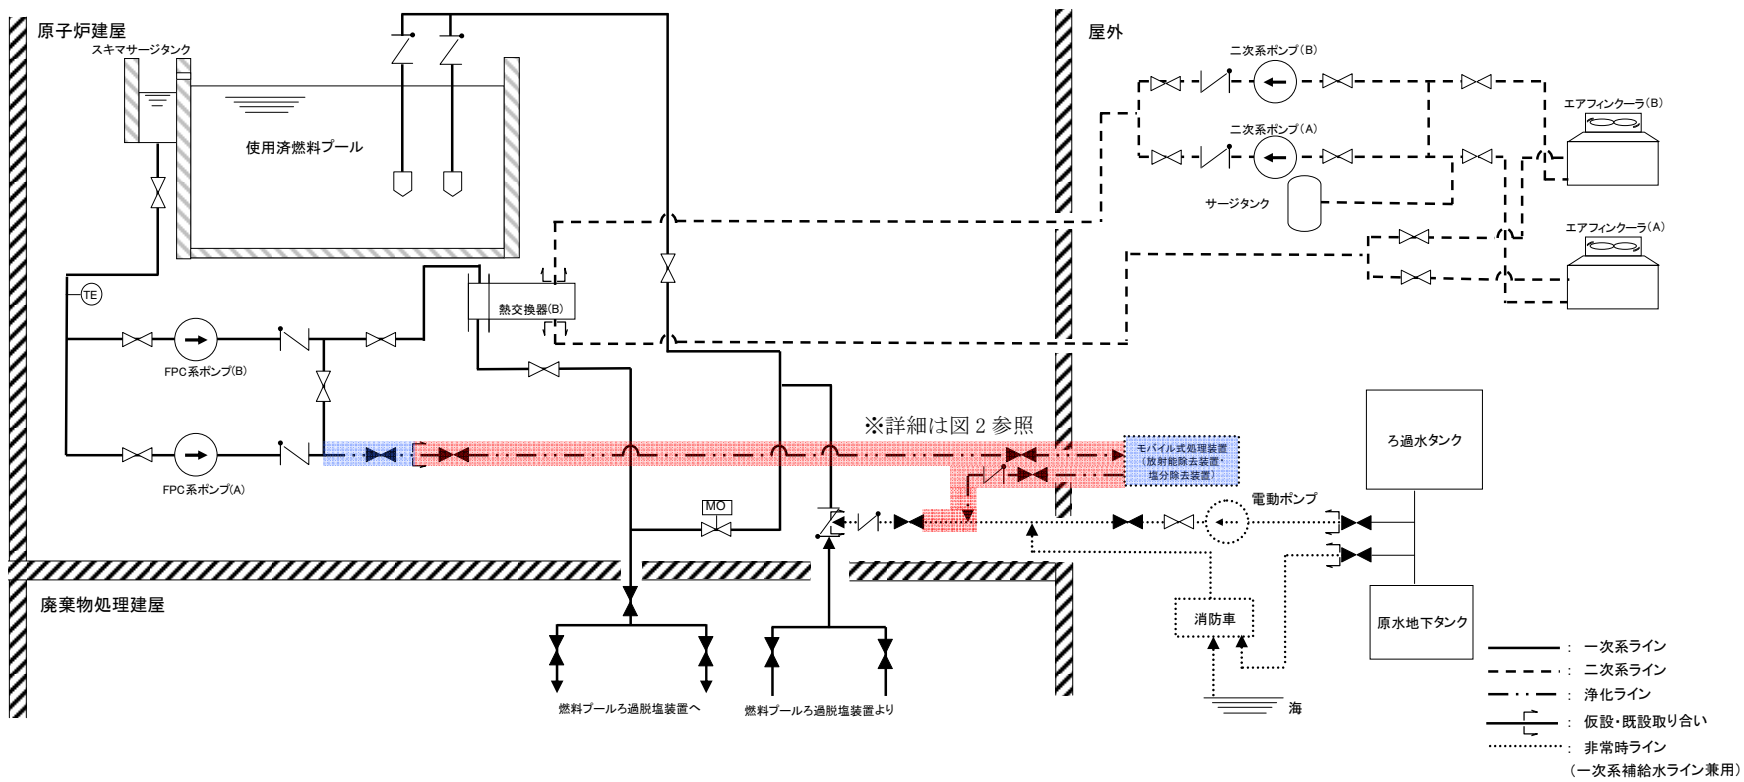 原子炉建屋
スキマサージタンク
使用済燃料プール
TE
熱交換器(B)
FPC系ポンプ(B)
FPC系ポンプ(A)
MO
※詳細は図２参照
屋外
二次系ポンプ(B)
二次系ポンプ(A)
サージタンク
エアフィンクーラ(B)
エアフィンクーラ(A)
モバイル式処理装置
(放射能除去装置・
塩分除去装置)
電動ポンプ
ろ過水タンク
原水地下タンク
消防車
海
廃棄物処理建屋
燃料プールろ過脱塩装置へ
燃料プールろ過脱塩装置より
： 一次系ライン
： 二次系ライン
： 浄化ライン
： 仮設・既設取り合い
： 非常時ライン
(一次系補給水ライン兼用)